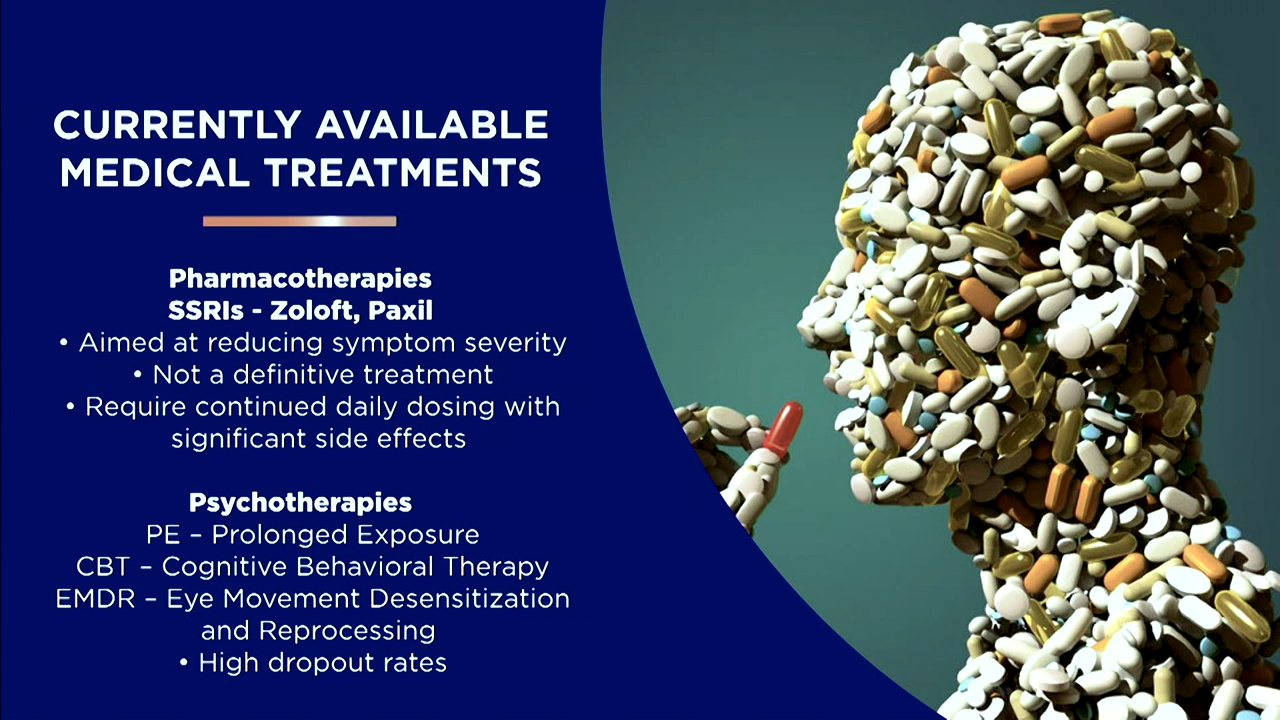 CURRENTLY AVAILABLE
MEDICAL TREATMENTS
Pharmacotherapies
SSRIs - Zoloft, Paxil
• Aimed at reducing symptom severity
• Not a definitive treatment
• Require continued daily dosing with
significant side effects
Psychotherapies
PE – Prolonged Exposure
CBT – Cognitive Behavioral Therapy
EMDR – Eye Movement Desensitization
and Reprocessing
• High dropout rates